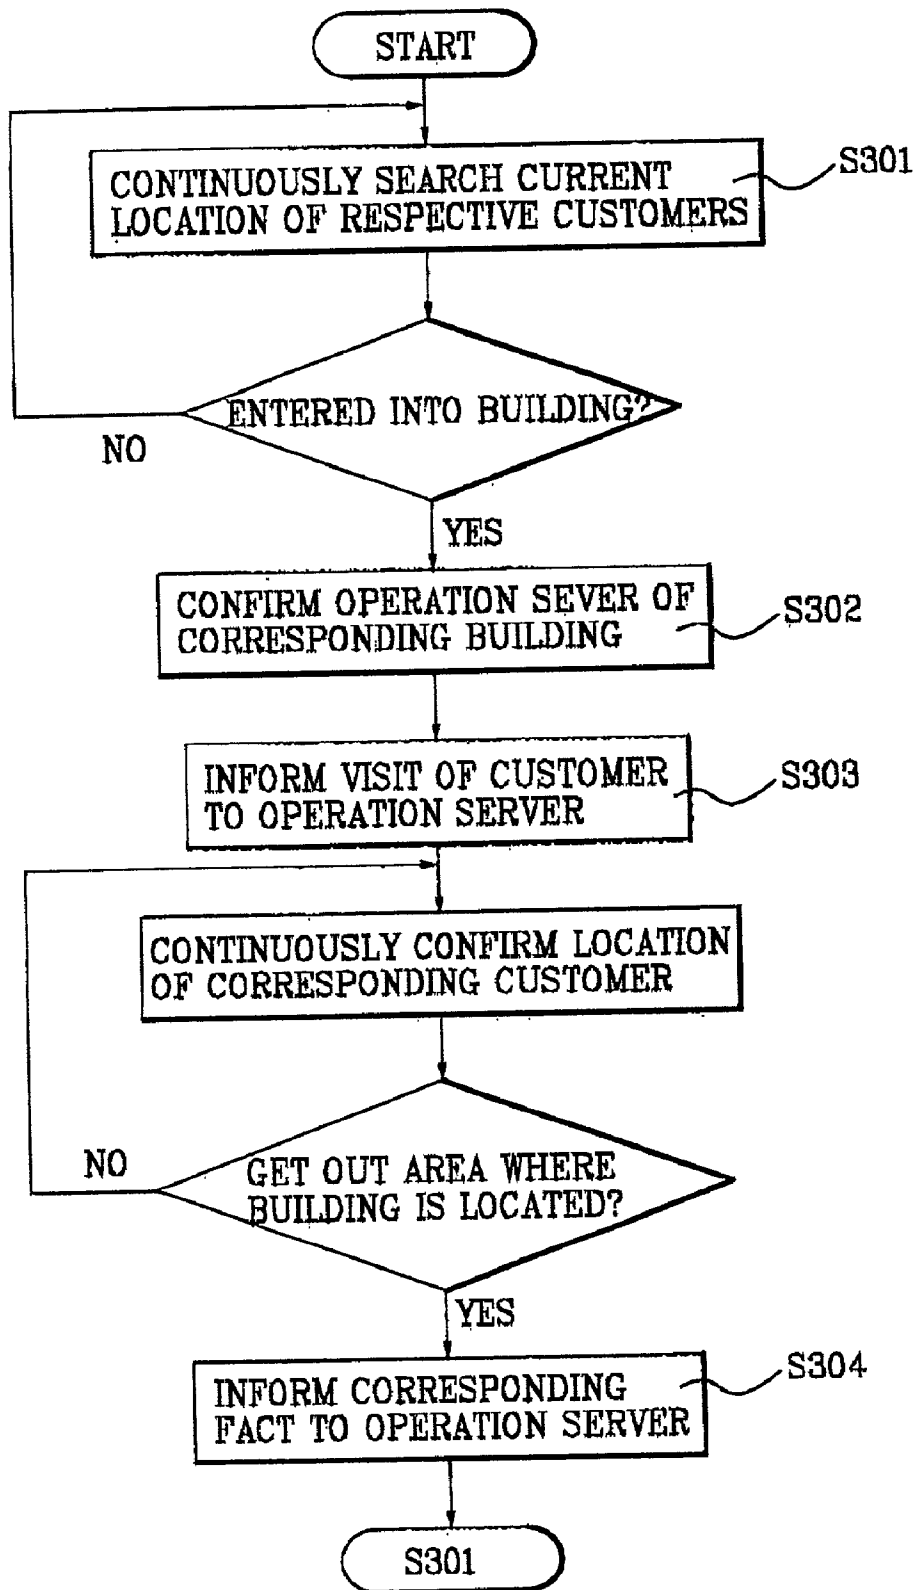 START
CONTINUOUSLY SEARCH CURRENT
LOCATION OF RESPECTIVE CUSTOMERS
S301
ENTERED INTO BUILDING?
NO
YES
CONFIRM OPERATION SEVER OF
CORRESPONDING BUILDING
S302
INFORM VISIT OF CUSTOMER
TO OPERATION SERVER
S303
CONTINUOUSLY CONFIRM LOCATION
OF CORRESPONDING CUSTOMER
GET OUT AREA WHERE
BUILDING IS LOCATED?
NO
YES
INFORM CORRESPONDING
FACT TO OPERATION SERVER
S304
S301